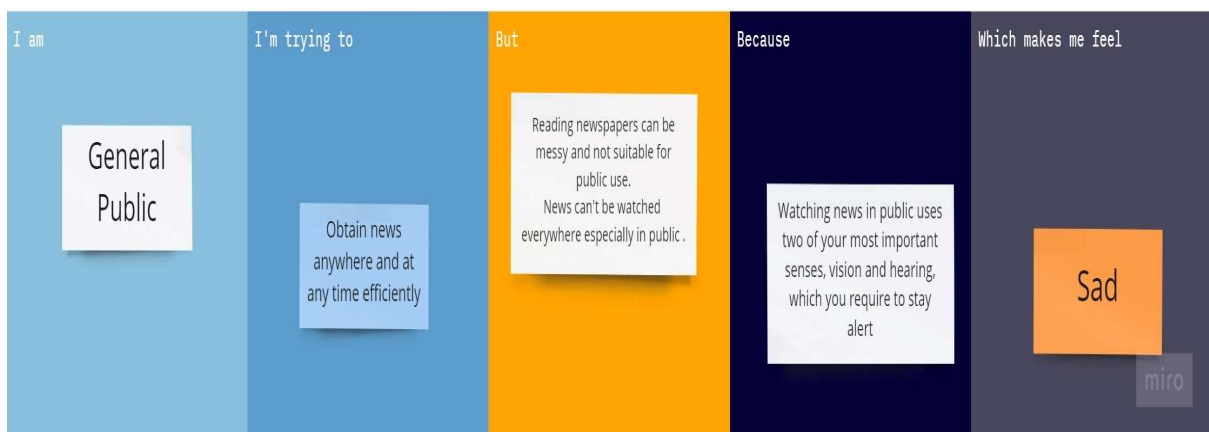 I am
General
Public
I'm trying to
Obtain news
anywhere and at
any time efficiently
But
Reading newspapers can be
messy and not suitable for
public use.
News can't be watched
everywhere especially in public .
Because
Watching news in public uses
two of your most important
senses, vision and hearing,
which you require to stay
alert
Which makes me feel
Sad
miro